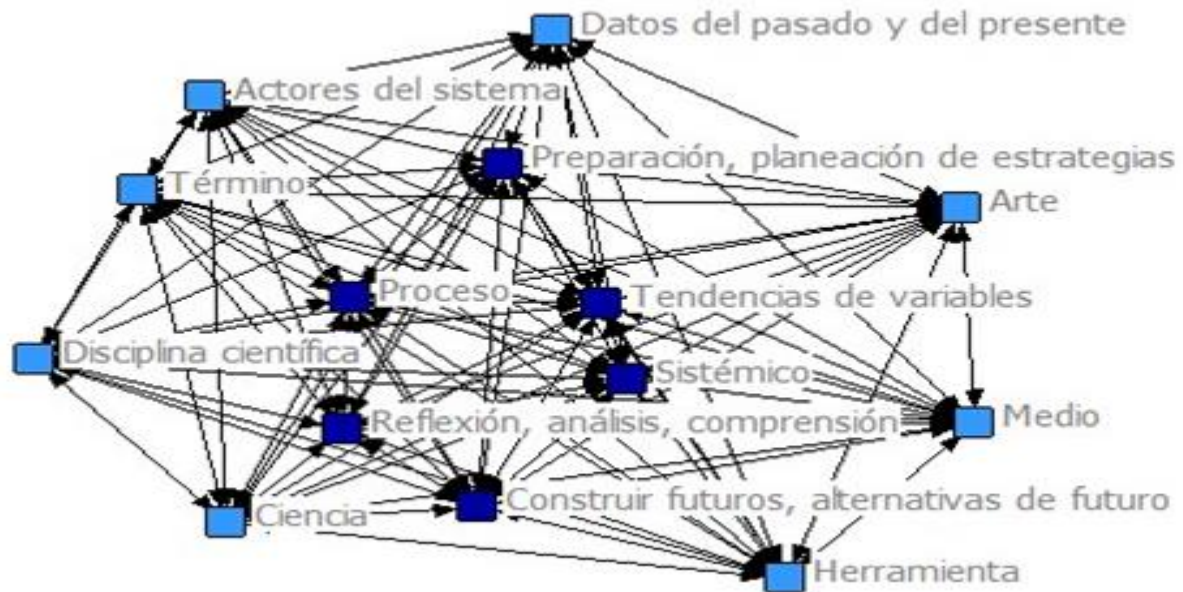 Datos del pasado y del presente
Actores del sistema
Preparación, planeación de estrategias
Término
Arte
Proceso
Tendencias de variables
Disciplina científica
Sistémico
Reflexión, análisis, comprensión
Medio
Construir futuros, alternativas de futuro
Ciencia
Herramienta